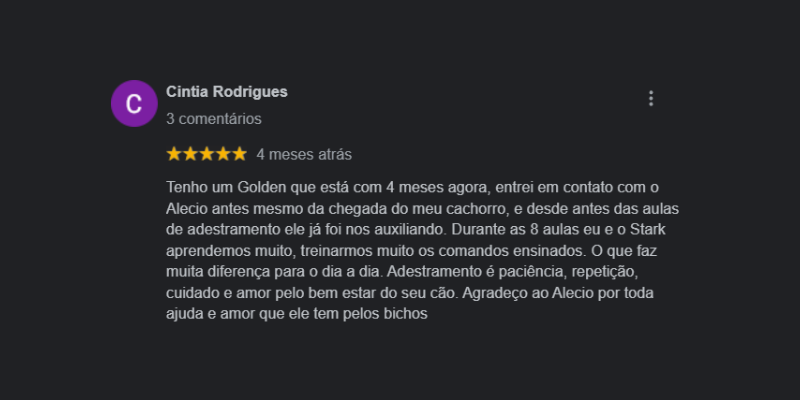 C
Cintia Rodrigues
3 comentários
4 meses atrás
Tenho um Golden que está com 4 meses agora, entrei em contato com o
Alecio antes mesmo da chegada do meu cachorro, e desde antes das aulas
de adestramento ele já foi nos auxiliando. Durante as 8 aulas eu e o Stark
aprendemos muito, treinarmos muito os comandos ensinados. O que faz
muita diferença para o dia a dia. Adestramento é paciência, repetição,
cuidado e amor pelo bem estar do seu cão. Agradeço ao Alecio por toda
ajuda e amor que ele tem pelos bichos